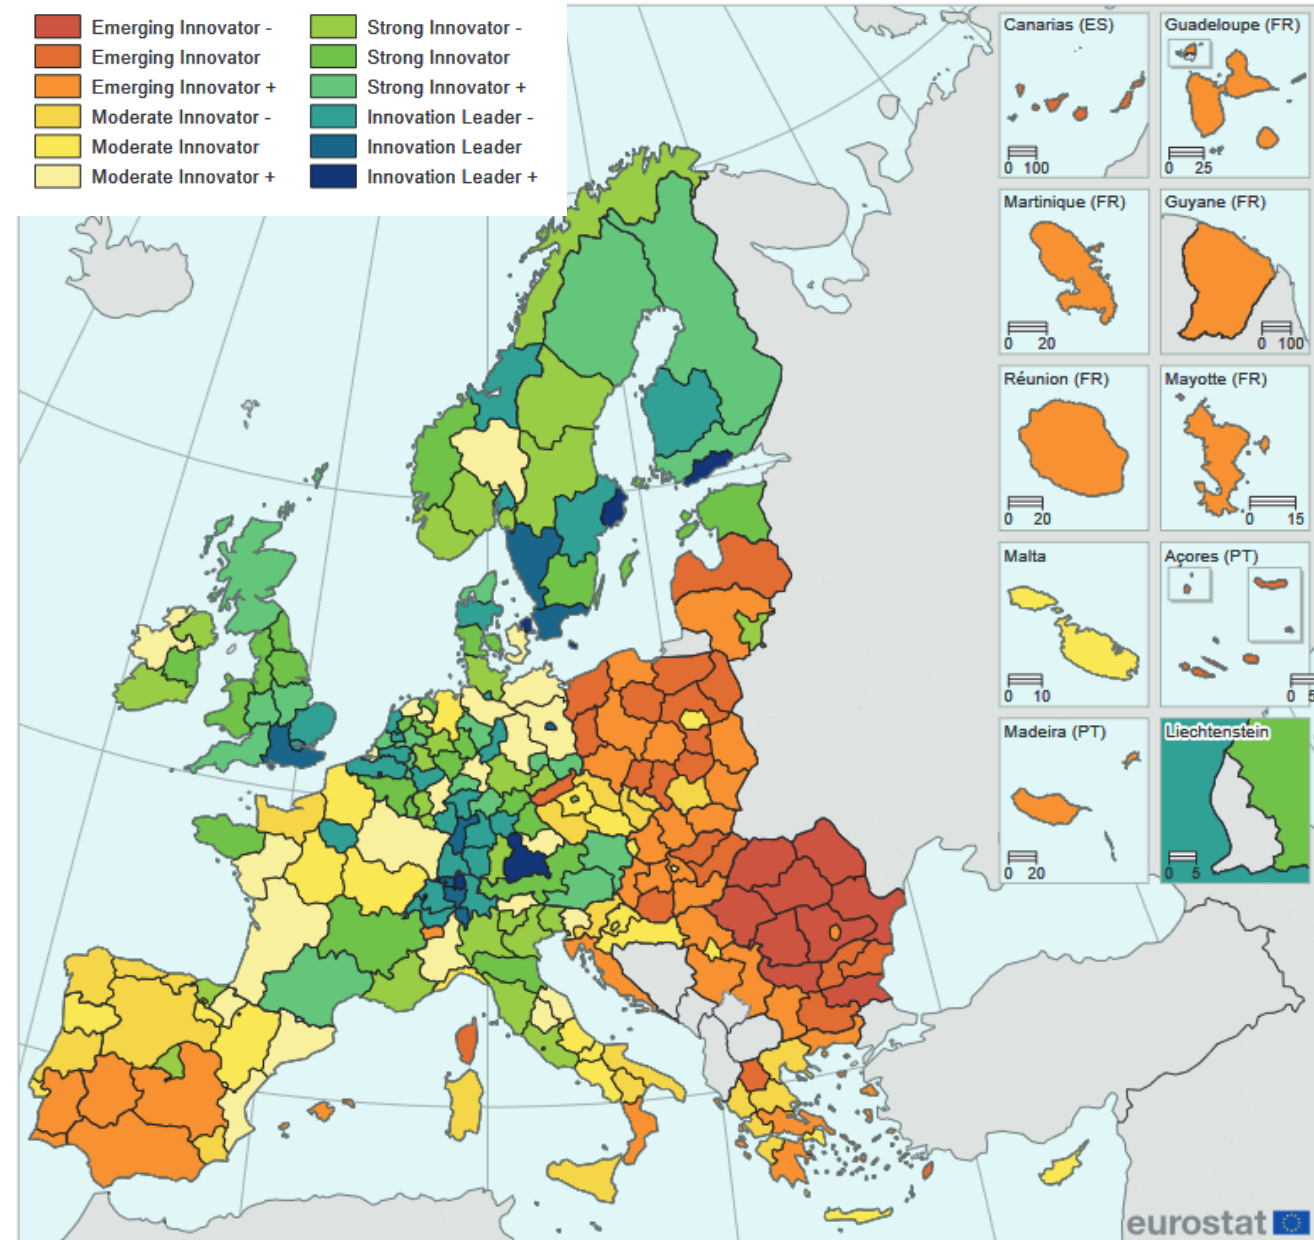 Emerging Innovator -
Emerging Innovator
Emerging Innovator +
Moderate Innovator -
Moderate Innovator
Moderate Innovator +
Strong Innovator -
Strong Innovator
Strong Innovator +
Innovation Leader -
Innovation Leader
Innovation Leader +
Canarias (ES)
0 100
Guadeloupe (FR)
0 25
Martinique (FR)
0 20
Guyane (FR)
0 100
Réunion (FR)
0 20
Mayotte (FR)
0 15
Malta
0 10
Açores (PT)
0 5
Madeira (PT)
0 20
Liechtenstein
0 5
eurostat